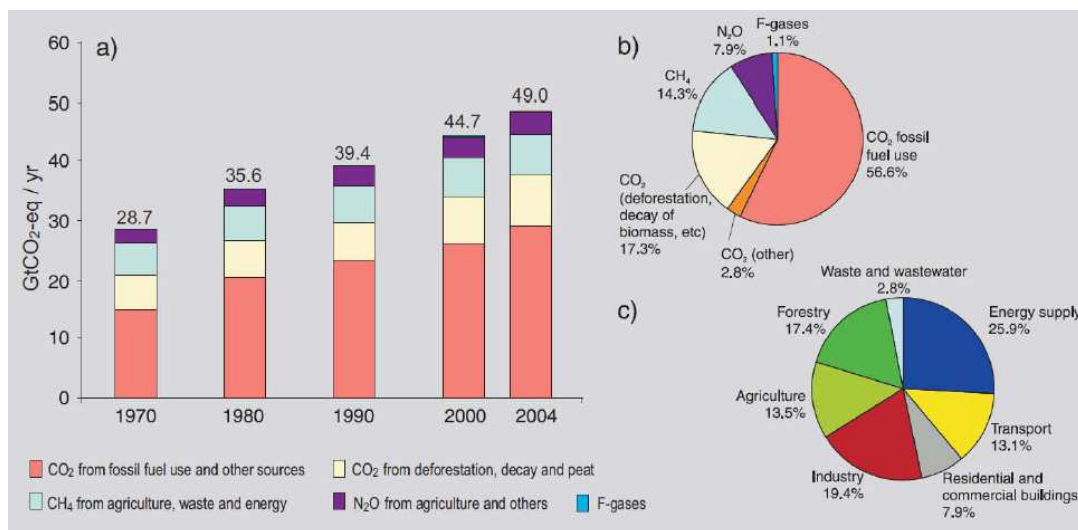 a)
GtCO₂-eq / yr
60
50
40
30
20
10
0
28.7
35.6
39.4
44.7
49.0
1970
1980
1990
2000
2004
b)
F-gases
1.1%
N₂O
7.9%
CH₄
14.3%
CO₂ fossil
fuel use
56.6%
CO₂
(deforestation,
decay of
biomass, etc)
17.3%
CO₂ (other)
2.8%
c)
Waste and wastewater
2.8%
Forestry
17.4%
Energy supply
25.9%
Agriculture
13.5%
Transport
13.1%
Industry
19.4%
Residential and
commercial buildings
7.9%
CO₂ from fossil fuel use and other sources
CO₂ from deforestation, decay and peat
CH₄ from agriculture, waste and energy
N₂O from agriculture and others
F-gases